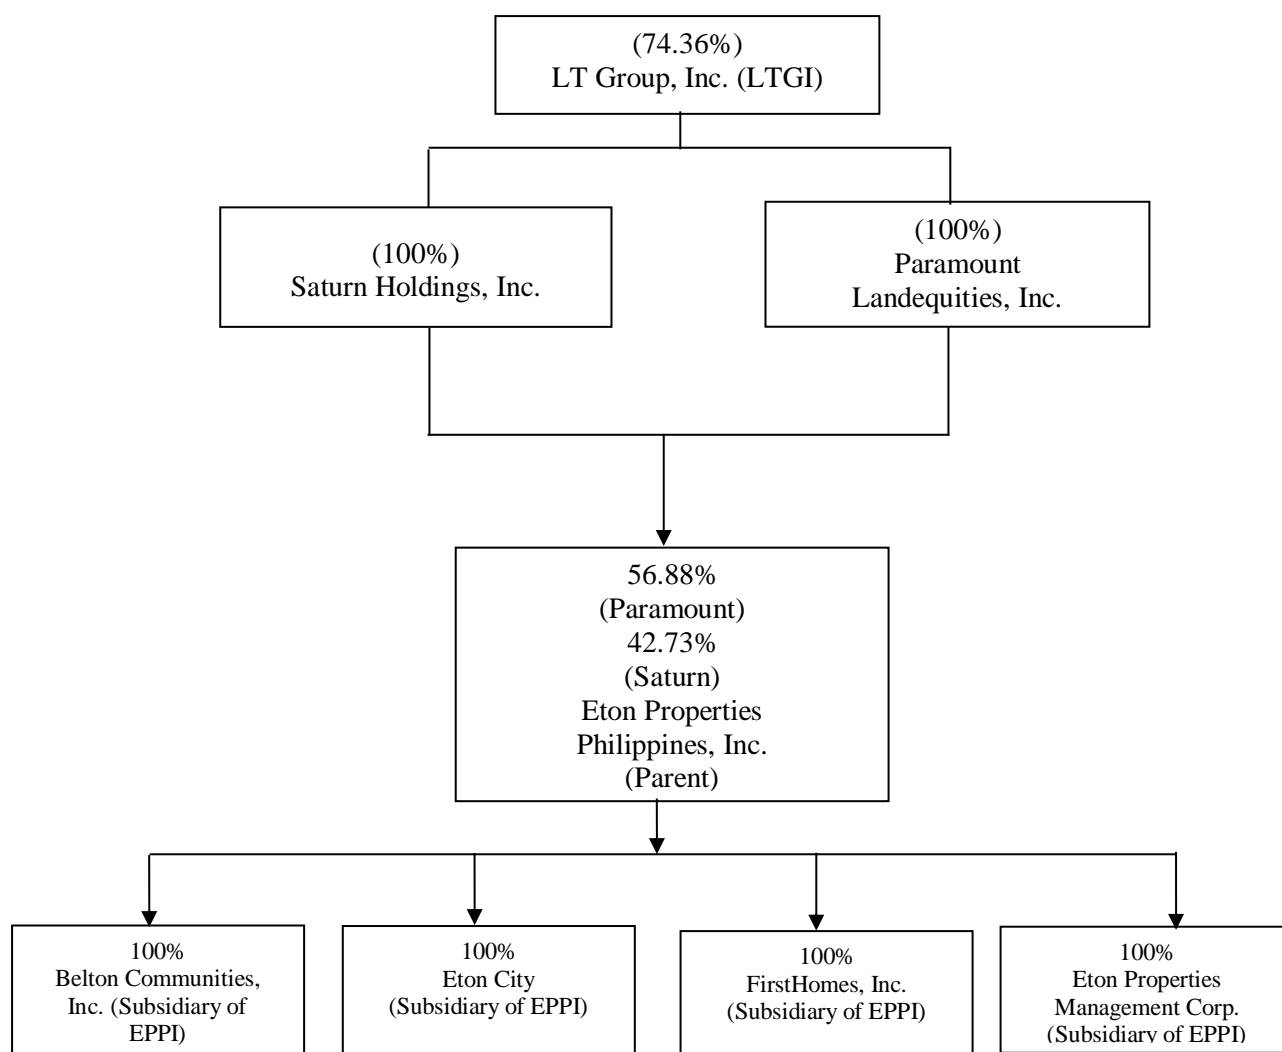 (74.36%)
LT Group, Inc. (LTGI)
(100%)
Saturn Holdings, Inc.
(100%)
Paramount
Landequities, Inc.
56.88%
(Paramount)
42.73%
(Saturn)
Eton Properties
Philippines, Inc.
(Parent)
100%
Belton Communities,
Inc. (Subsidiary of
EPPI)
100%
Eton City
(Subsidiary of EPPI)
100%
FirstHomes, Inc.
(Subsidiary of EPPI)
100%
Eton Properties
Management Corp.
(Subsidiary of EPPI)